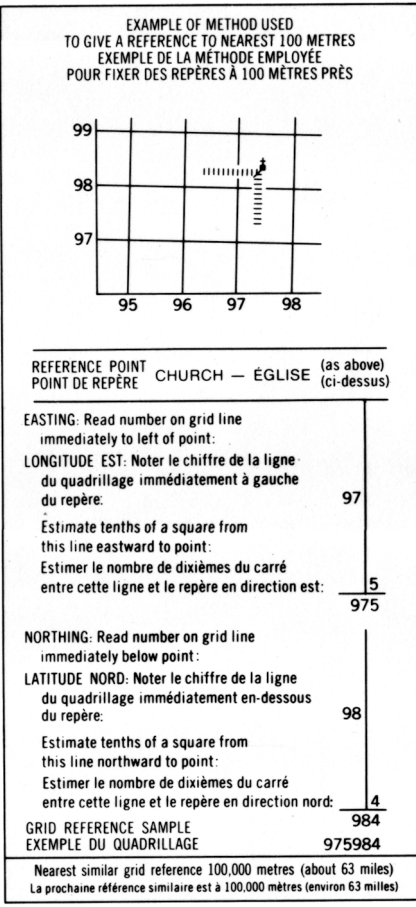 EXAMPLE OF METHOD USED
TO GIVE A REFERENCE TO NEAREST 100 METRES
EXEMPLE DE LA MÉTHODE EMPLOYÉE
POUR FIXER DES REPÈRES À 100 MÈTRES PRÈS
99
98
97
95 96 97 98
REFERENCE POINT
POINT DE REPÈRE
CHURCH — ÉGLISE
(as above)
(ci-dessus)
EASTING: Read number on grid line
immediately to left of point:
LONGITUDE EST: Noter le chiffre de la ligne
du quadrillage immédiatement à gauche
du repère: 97
Estimate tenths of a square from
this line eastward to point:
Estimer le nombre de dixièmes du carré
entre cette ligne et le repère en direction est: 5
975
NORTHING: Read number on grid line
immediately below point:
LATITUDE NORD: Noter le chiffre de la ligne
du quadrillage immédiatement en-dessous
du repère: 98
Estimate tenths of a square from
this line northward to point:
Estimer le nombre de dixièmes du carré
entre cette ligne et le repère en direction nord: 4
984
GRID REFERENCE SAMPLE
EXEMPLE DU QUADRILLAGE 975984
Nearest similar grid reference 100,000 metres (about 63 miles)
La prochaine référence similaire est à 100,000 mètres (environ 63 milles)